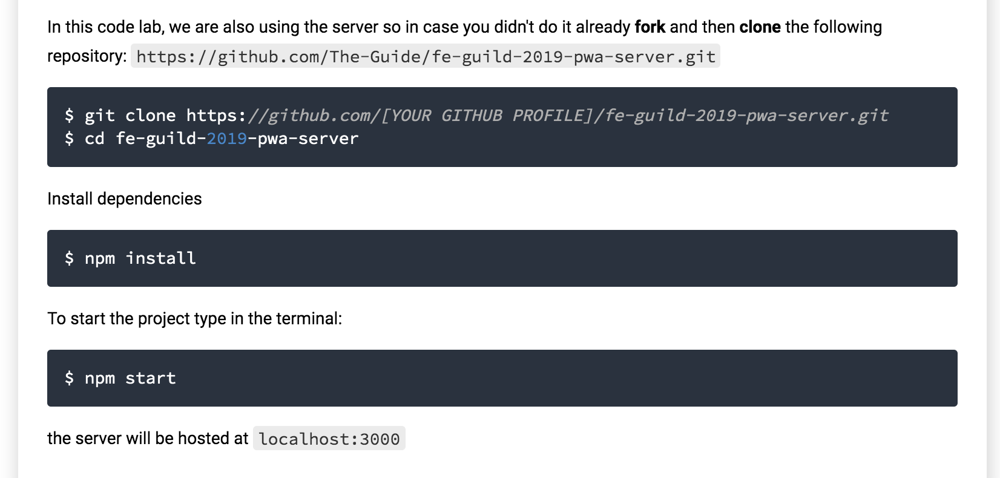 In this code lab, we are also using the server so in case you didn't do it already fork and then clone the following
repository: https://github.com/The-Guide/fe-guild-2019-pwa-server.git
$ git clone https://github.com/[YOUR GITHUB PROFILE]/fe-guild-2019-pwa-server.git
$ cd fe-guild-2019-pwa-server
Install dependencies
$ npm install
To start the project type in the terminal:
$ npm start
the server will be hosted at localhost:3000